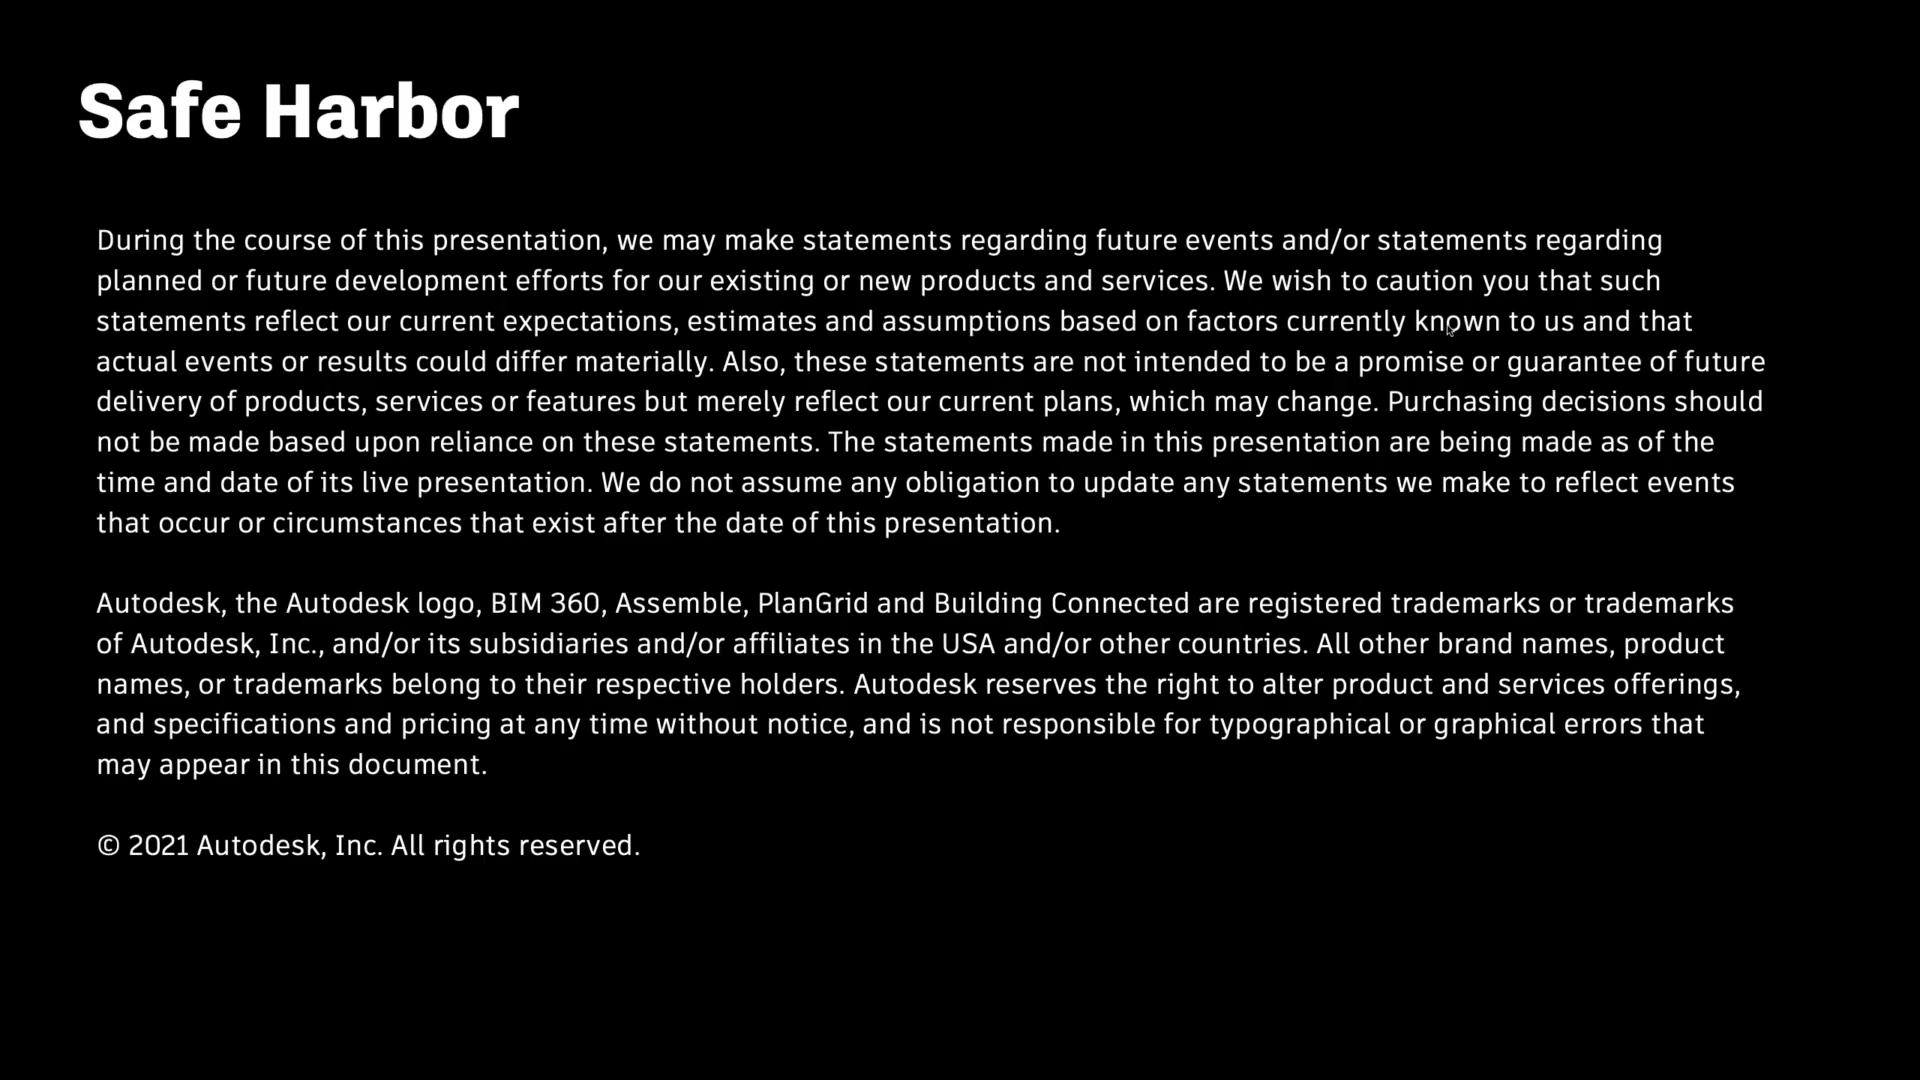 Safe Harbor
During the course of this presentation, we may make statements regarding future events and/or statements regarding
planned or future development efforts for our existing or new products and services. We wish to caution you that such
statements reflect our current expectations, estimates and assumptions based on factors currently known to us and that
actual events or results could differ materially. Also, these statements are not intended to be a promise or guarantee of future
delivery of products, services or features but merely reflect our current plans, which may change. Purchasing decisions should
not be made based upon reliance on these statements. The statements made in this presentation are being made as of the
time and date of its live presentation. We do not assume any obligation to update any statements we make to reflect events
that occur or circumstances that exist after the date of this presentation.
Autodesk, the Autodesk logo, BIM 360, Assemble, PlanGrid and Building Connected are registered trademarks or trademarks
of Autodesk, Inc., and/or its subsidiaries and/or affiliates in the USA and/or other countries. All other brand names, product
names, or trademarks belong to their respective holders. Autodesk reserves the right to alter product and services offerings,
and specifications and pricing at any time without notice, and is not responsible for typographical or graphical errors that
may appear in this document.
© 2021 Autodesk, Inc. All rights reserved.